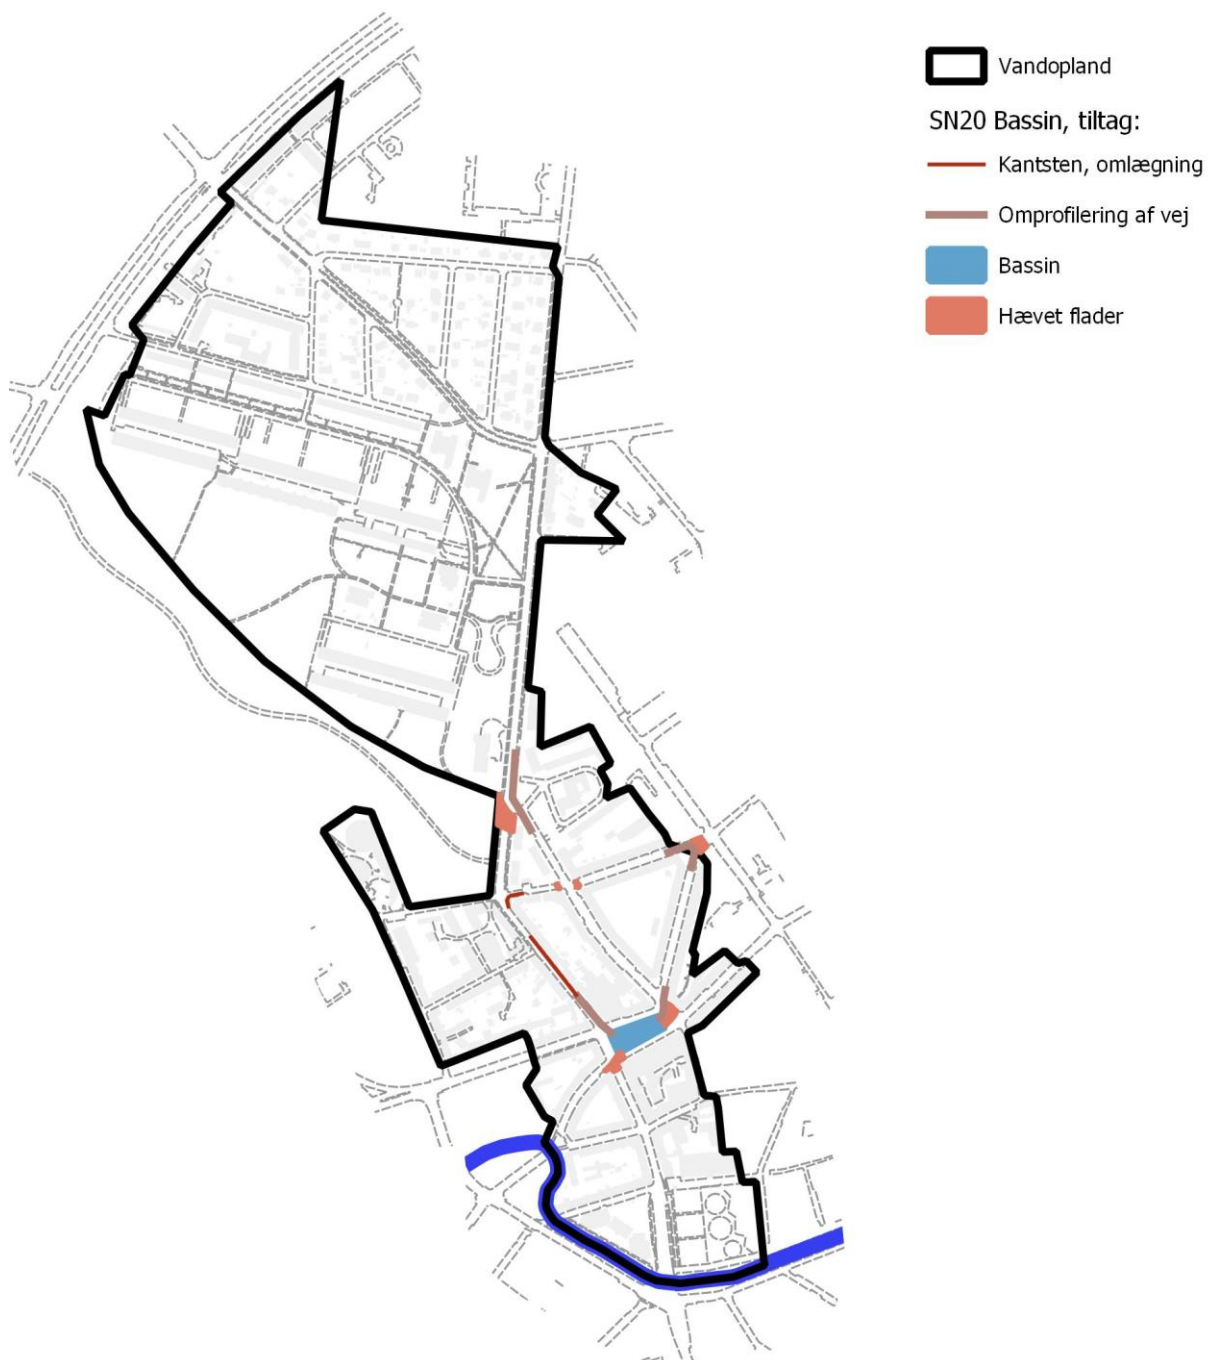 Vandopland
SN20 Bassin, tiltag:
Kantsten, omlægning
Omprofilering af vej
Bassin
Hævet flader